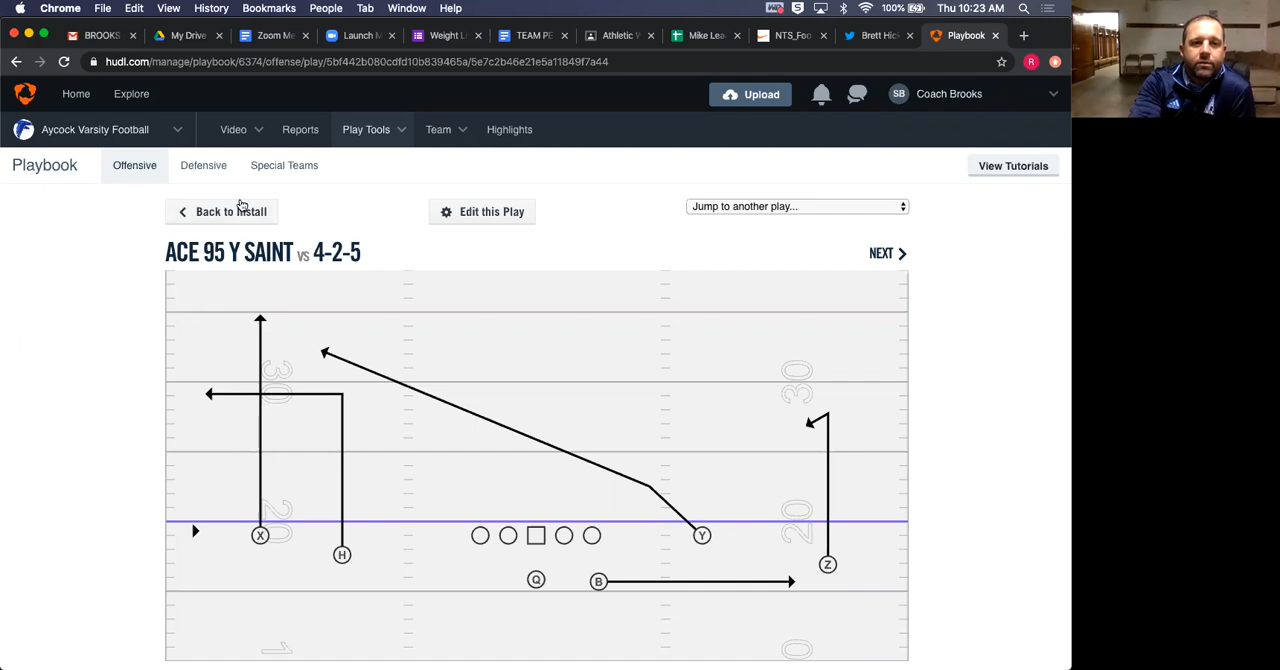 Chrome File Edit View History Bookmarks People Tab Window Help 100% Thu 10:23 AM
BROOKS My Drive Zoom Me Launch M Weight L TEAM PE Athletic Mike Lea NTS_Foo Brett Hic Playbook
hudl.com/manage/playbook/6374/offense/play/5bf442b080cdfd10b839465a/5e7c2b46e21e5a11849f7a44 R
Home Explore Upload SB Coach Brooks
Aycock Varsity Football Video Reports Play Tools Team Highlights
Playbook Offensive Defensive Special Teams View Tutorials
Back to Install Edit this Play Jump to another play...
ACE 95 Y SAINT vs 4-2-5 NEXT
30 30
20 20
X H Y Z
Q B
1 0